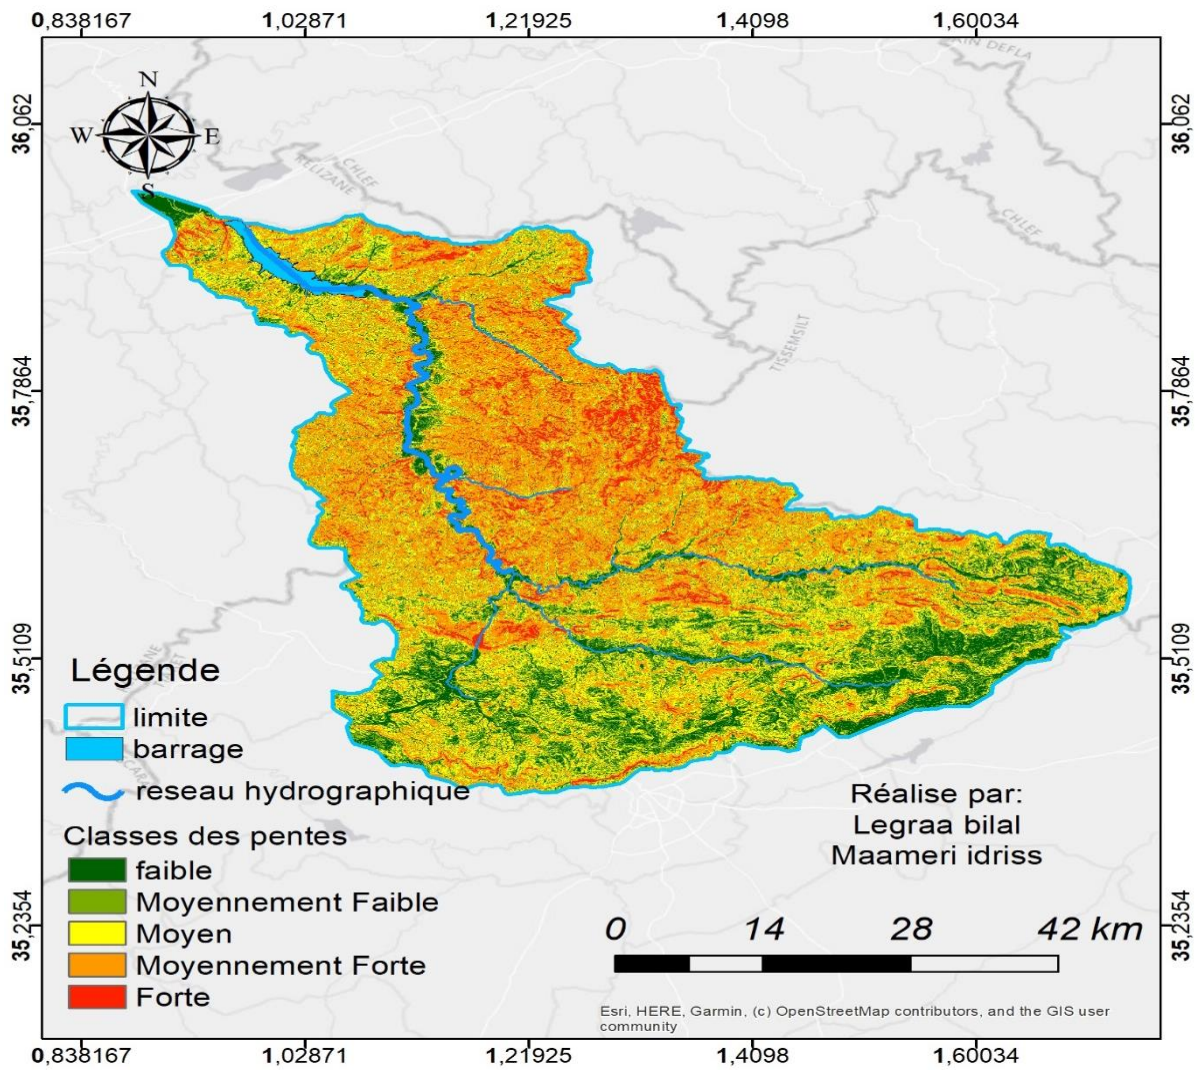 0,838167 1,02871 1,21925 1,4098 1,60034
36,062
36,062
N
W E
S
AIN DEFLA
CHLEF
RELIZANE
CHLEF
TISSEMSILT
35,7864
35,7864
35,5109
35,5109
Légende
limite
barrage
reseau hydrographique
Classes des pentes
faible
Moyennement Faible
Moyen
Moyennement Forte
Forte
Réalise par:
Legraa bilal
Maameri idriss
35,2354
35,2354
0 14 28 42 km
Esri, HERE, Garmin, (c) OpenStreetMap contributors, and the GIS user
community
0,838167 1,02871 1,21925 1,4098 1,60034